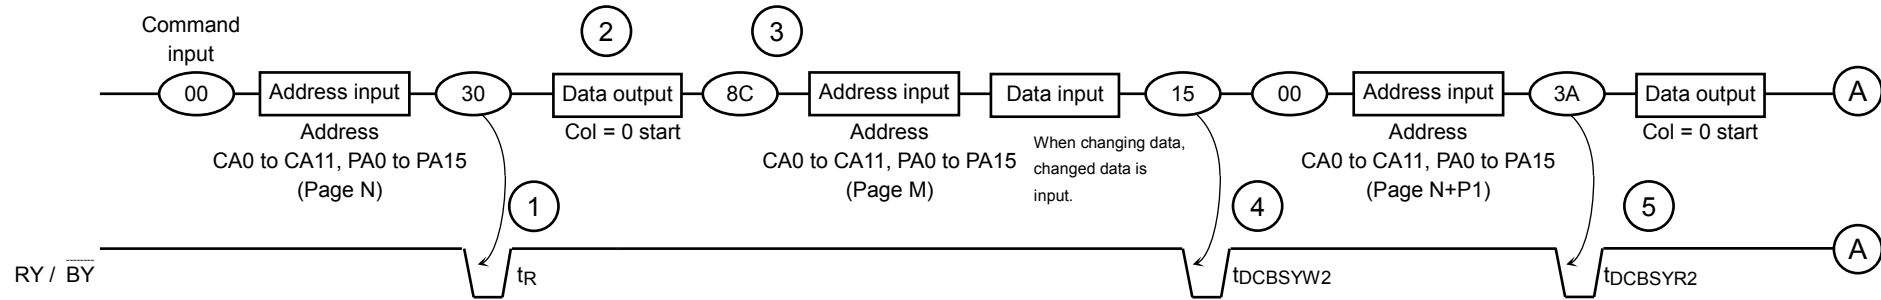 Command
input
2
3
00
Address input
30
Data output
8C
Address input
Data input
15
00
Address input
3A
Data output
A
Address
CA0 to CA11, PA0 to PA15
(Page N)
Col = 0 start
Address
CA0 to CA11, PA0 to PA15
(Page M)
When changing data,
changed data is
input.
Address
CA0 to CA11, PA0 to PA15
(Page N+P1)
Col = 0 start
1
4
5
RY / BY
tR
tDCBSYW2
tDCBSYR2
A